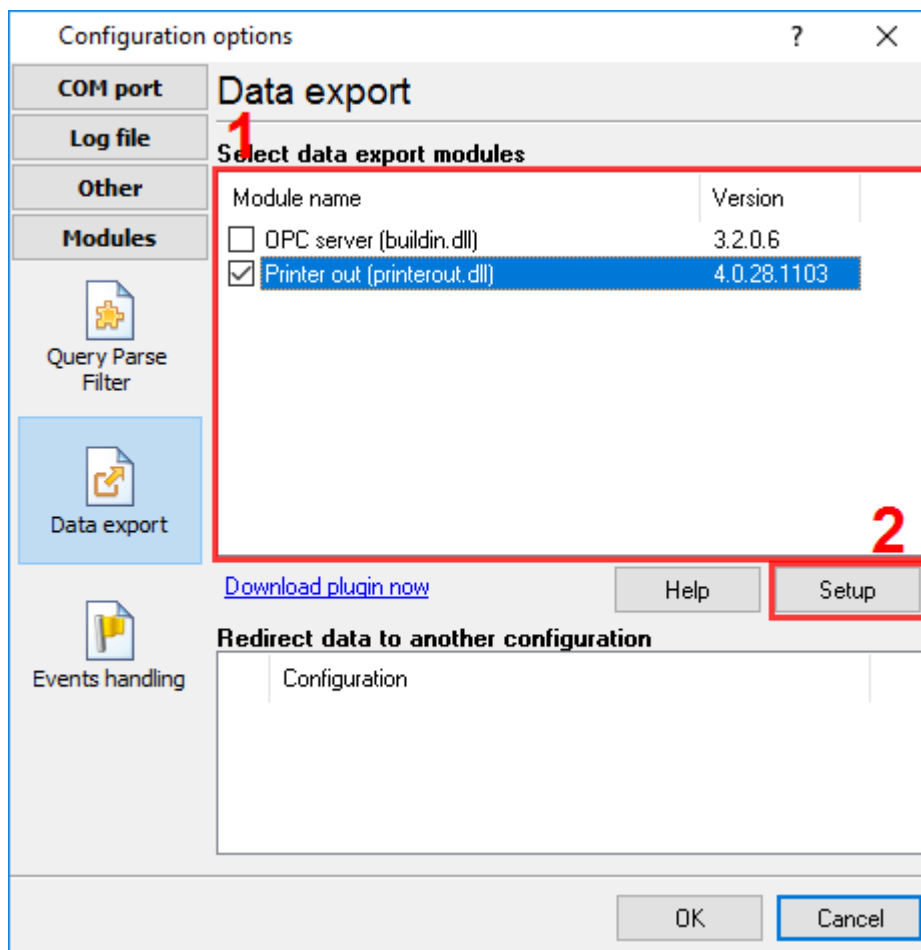 Configuration options
?
COM port
Log file
Other
Modules
Query Parse
Filter
Data export
Events handling
Data export
1
Select data export modules
Module name Version
OPC server (buildin.dll) 3.2.0.6
Printer out (printerout.dll) 4.0.28.1103
2
Download plugin now
Help
Setup
Redirect data to another configuration
Configuration
OK
Cancel